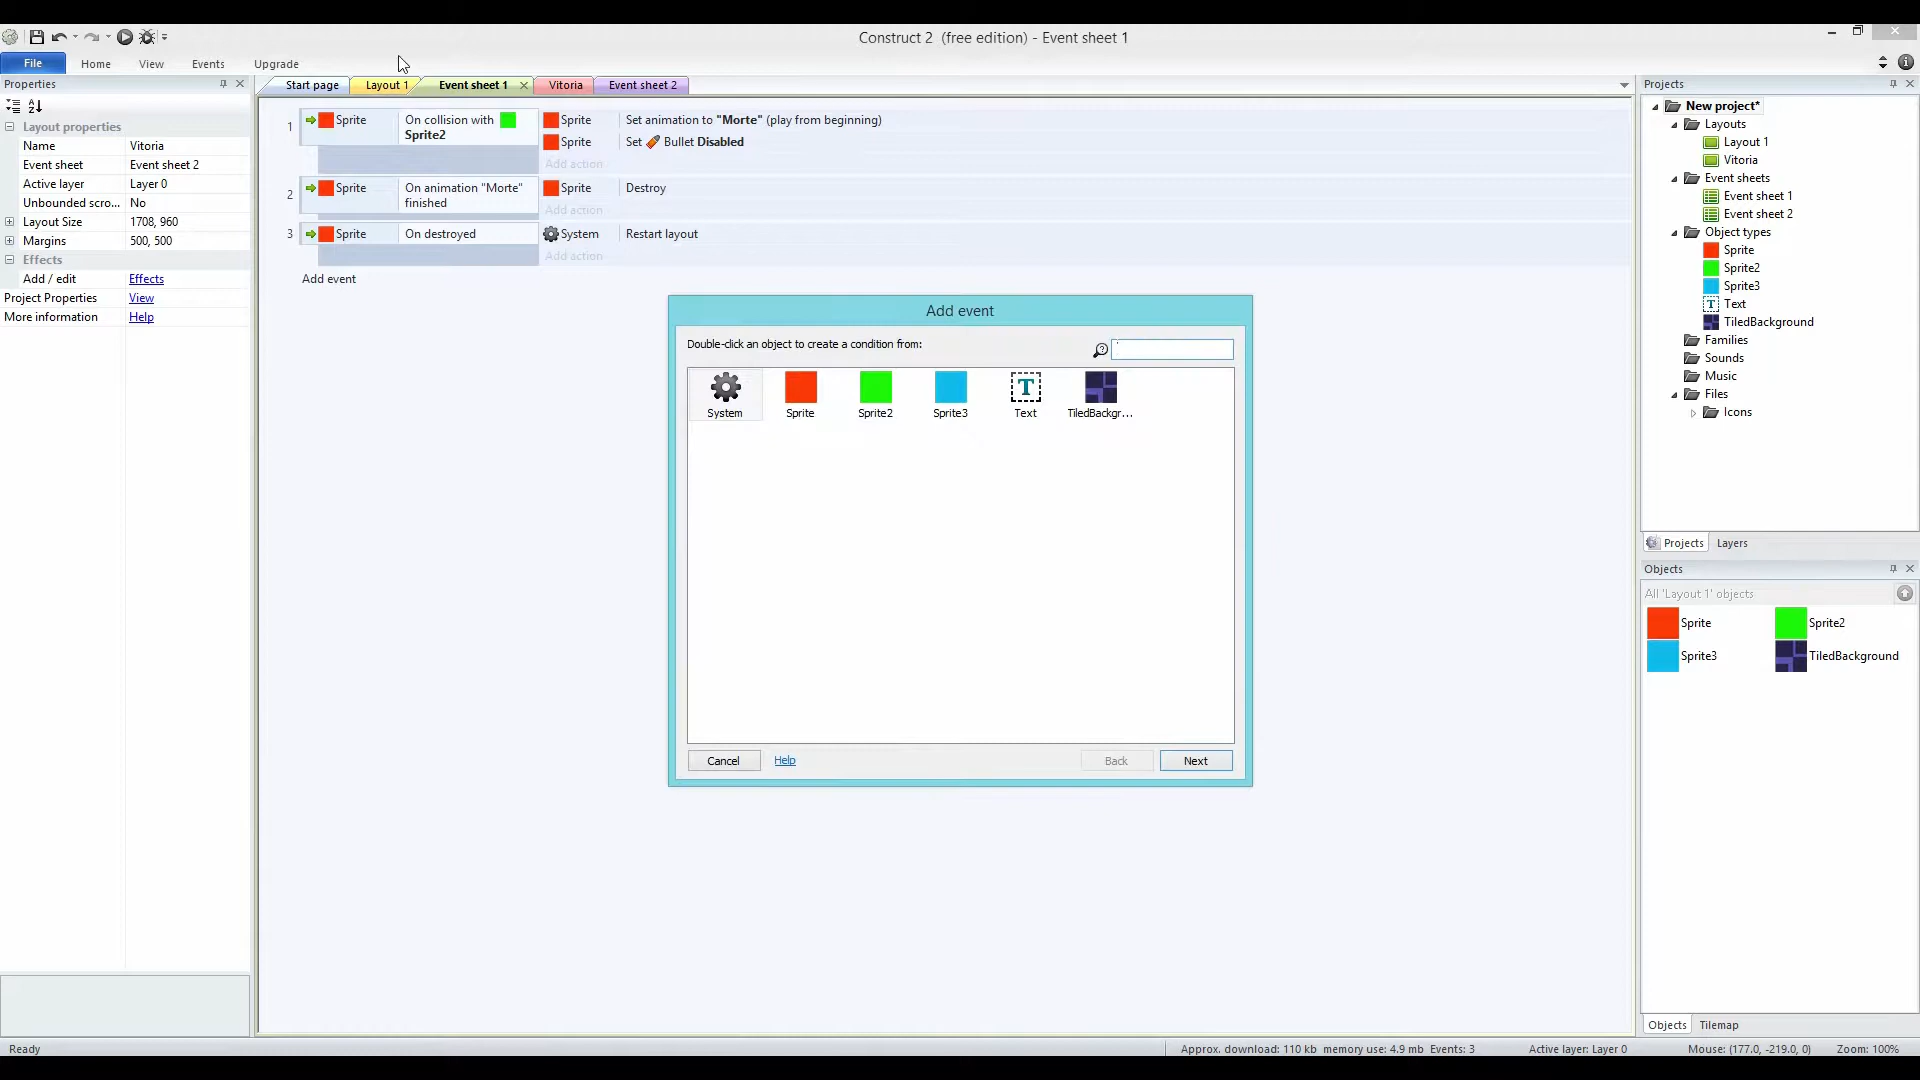 Construct 2  (free edition) - Event sheet 1
File Home View Events Upgrade
Properties
Start page Layout 1 Event sheet 1 Vitoria Event sheet 2
Projects
Layout properties
Name Vitoria
Event sheet Event sheet 2
Active layer Layer 0
Unbounded scro... No
Layout Size 1708, 960
Margins 500, 500
Effects
Add / edit Effects
Project Properties View
More information Help
1 Sprite On collision with Sprite2
Sprite Set animation to "Morte" (play from beginning)
Sprite Set Bullet Disabled
Add action
2 Sprite On animation "Morte" finished
Sprite Destroy
Add action
3 Sprite On destroyed
System Restart layout
Add action
Add event
Add event
Double-click an object to create a condition from:
System Sprite Sprite2 Sprite3 Text TiledBackgr...
Cancel Help Back Next
New project*
Layouts
Layout 1
Vitoria
Event sheets
Event sheet 1
Event sheet 2
Object types
Sprite
Sprite2
Sprite3
Text
TiledBackground
Families
Sounds
Music
Files
Icons
Projects Layers
Objects
All 'Layout 1' objects
Sprite Sprite2
Sprite3 TiledBackground
Objects Tilemap
Ready Approx. download: 110 kb memory use: 4.9 mb Events: 3 Active layer: Layer 0 Mouse: (177.0, -219.0, 0) Zoom: 100%